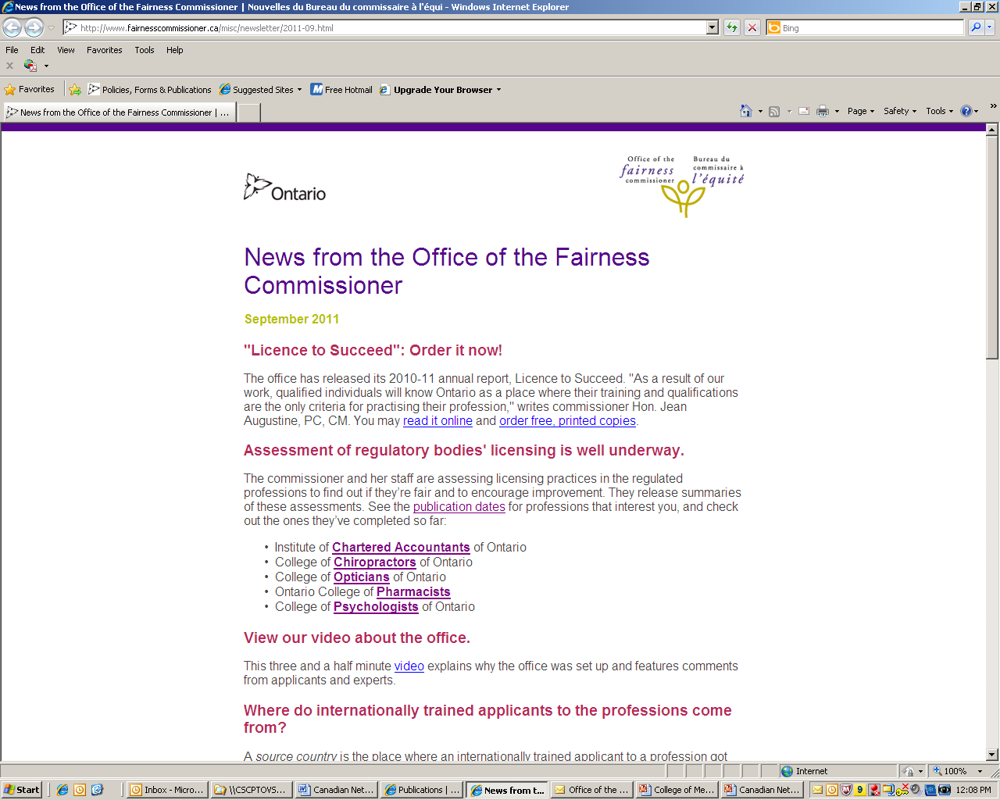 News from the Office of the Fairness Commissioner | Nouvelles du Bureau du commissaire à l'équi - Windows Internet Explorer
http://www.fairnesscommissioner.ca/misc/newsletter/2011-09.html
Bing
File Edit View Favorites Tools Help
Favorites Policies, Forms & Publications Suggested Sites Free Hotmail Upgrade Your Browser
News from the Office of the Fairness Commissioner | ...
Page Safety Tools
Ontario
Office of the fairness commissioner
Bureau du commissaire à l'équité
News from the Office of the Fairness
Commissioner
September 2011
"Licence to Succeed": Order it now!
The office has released its 2010-11 annual report, Licence to Succeed. "As a result of our
work, qualified individuals will know Ontario as a place where their training and qualifications
are the only criteria for practising their profession," writes commissioner Hon. Jean
Augustine, PC, CM. You may read it online and order free, printed copies.
Assessment of regulatory bodies' licensing is well underway.
The commissioner and her staff are assessing licensing practices in the regulated
professions to find out if they’re fair and to encourage improvement. They release summaries
of these assessments. See the publication dates for professions that interest you, and check
out the ones they’ve completed so far:
• Institute of Chartered Accountants of Ontario
• College of Chiropractors of Ontario
• College of Opticians of Ontario
• Ontario College of Pharmacists
• College of Psychologists of Ontario
View our video about the office.
This three and a half minute video explains why the office was set up and features comments
from applicants and experts.
Where do internationally trained applicants to the professions come
from?
A source country is the place where an internationally trained applicant to a profession got
Internet 100%
Start Inbox - Micro... \\CSCPTOVS... Canadian Net... Publications | ... News from t... Office of the ... College of Me... Canadian Net... 9 12:08 PM